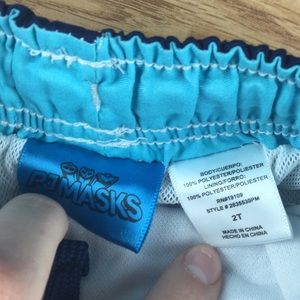 PJMASKS
BODY/CUERPO:
100% POLYESTER/POLIESTER
LINING/FORRO:
100% POLYESTER/POLIESTER
RN#19109
STYLE # 2835530PM
2T
MADE IN CHINA
HECHO EN CHINA